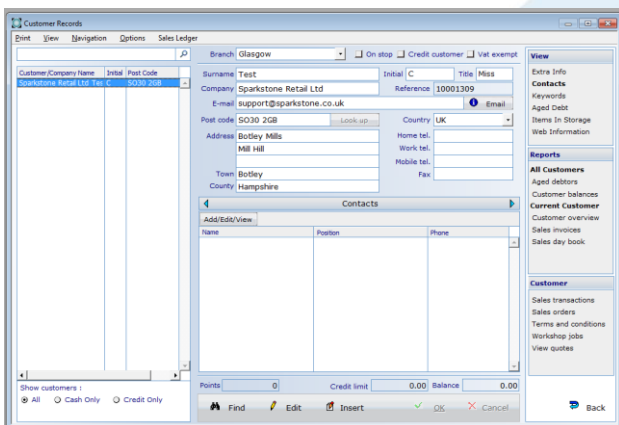 Customer Records
Print View Navigation Options Sales Ledger
Branch Glasgow On stop Credit customer Vat exempt
Customer/Company Name Initial Post Code
Sparkstone Retail Ltd Tes C SO30 2GB
Surname Test Initial C Title Miss
Company Sparkstone Retail Ltd Reference 10001309
E-mail support@sparkstone.co.uk Email
Post code SO30 2GB Look up Country UK
Address Botley Mills Home tel.
Mill Hill Work tel.
Mobile tel.
Town Botley Fax
County Hampshire
Contacts
Add/Edit/View
Name Position Phone
Points 0 Credit limit 0.00 Balance 0.00
Show customers :
All Cash Only Credit Only
Find Edit Insert OK Cancel
View
Extra Info
Contacts
Keywords
Aged Debt
Items In Storage
Web Information
Reports
All Customers
Aged debtors
Customer balances
Current Customer
Customer overview
Sales invoices
Sales day book
Customer
Sales transactions
Sales orders
Terms and conditions
Workshop jobs
View quotes
Back